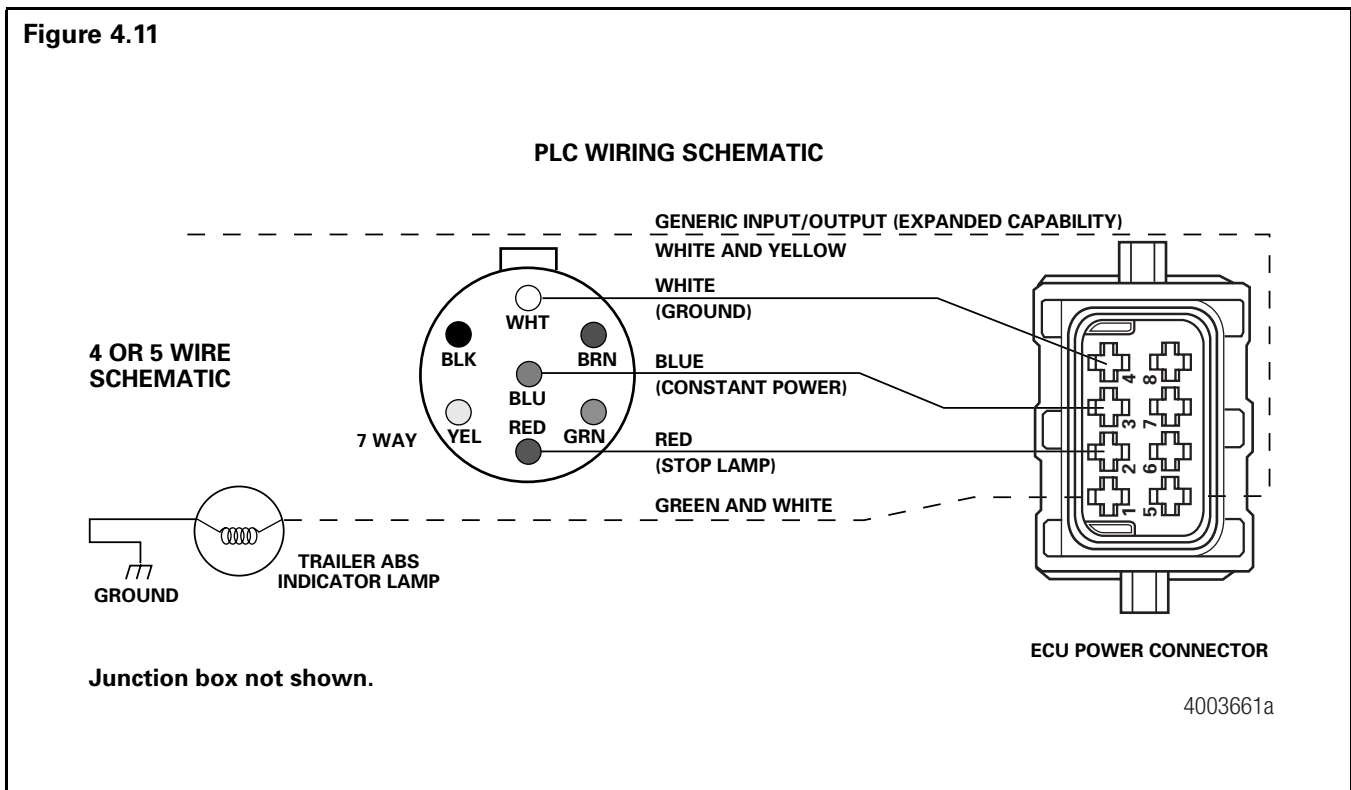 Figure 4.11
PLC WIRING SCHEMATIC
GENERIC INPUT/OUTPUT (EXPANDED CAPABILITY)
WHITE AND YELLOW
WHITE
(GROUND)
WHT
BLK
BRN
4 OR 5 WIRE
SCHEMATIC
BLUE
(CONSTANT POWER)
BLU
7 WAY
YEL
RED
GRN
RED
(STOP LAMP)
GREEN AND WHITE
4
8
3
7
2
6
1
5
TRAILER ABS
INDICATOR LAMP
GROUND
ECU POWER CONNECTOR
Junction box not shown.
4003661a